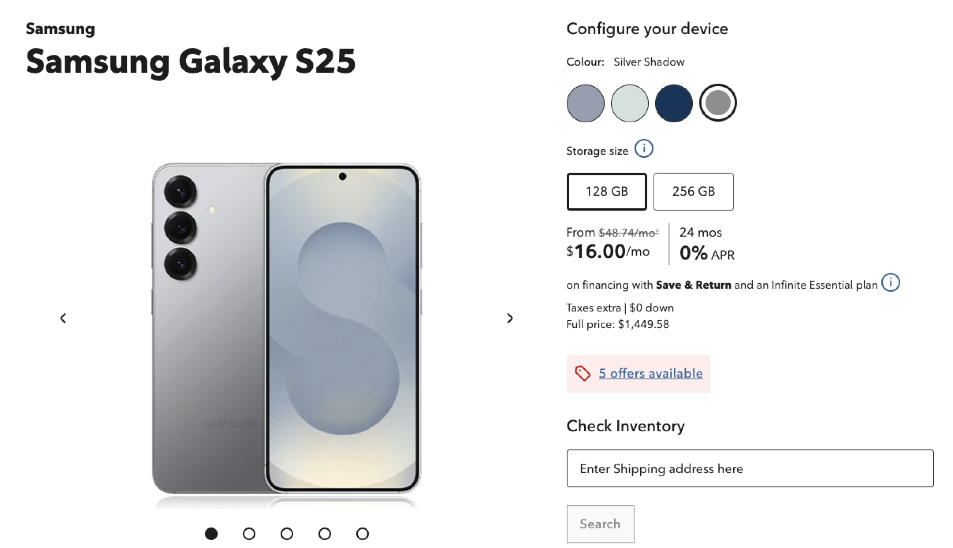 Samsung
Samsung Galaxy S25
SAMSUNG
Configure your device
Colour: Silver Shadow
Storage size
128 GB 256 GB
From $48.74/mo 24 mos
$16.00/mo 0% APR
on financing with Save & Return and an Infinite Essential plan
Taxes extra | $0 down
Full price: $1,449.58
5 offers available
Check Inventory
Enter Shipping address here
Search